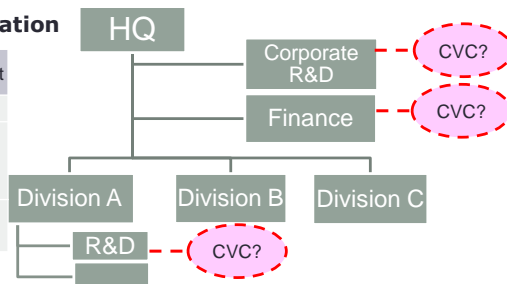 ation
HQ
t
Corporate
R&D
CVC?
Finance
CVC?
Division A
Division B
Division C
R&D
CVC?